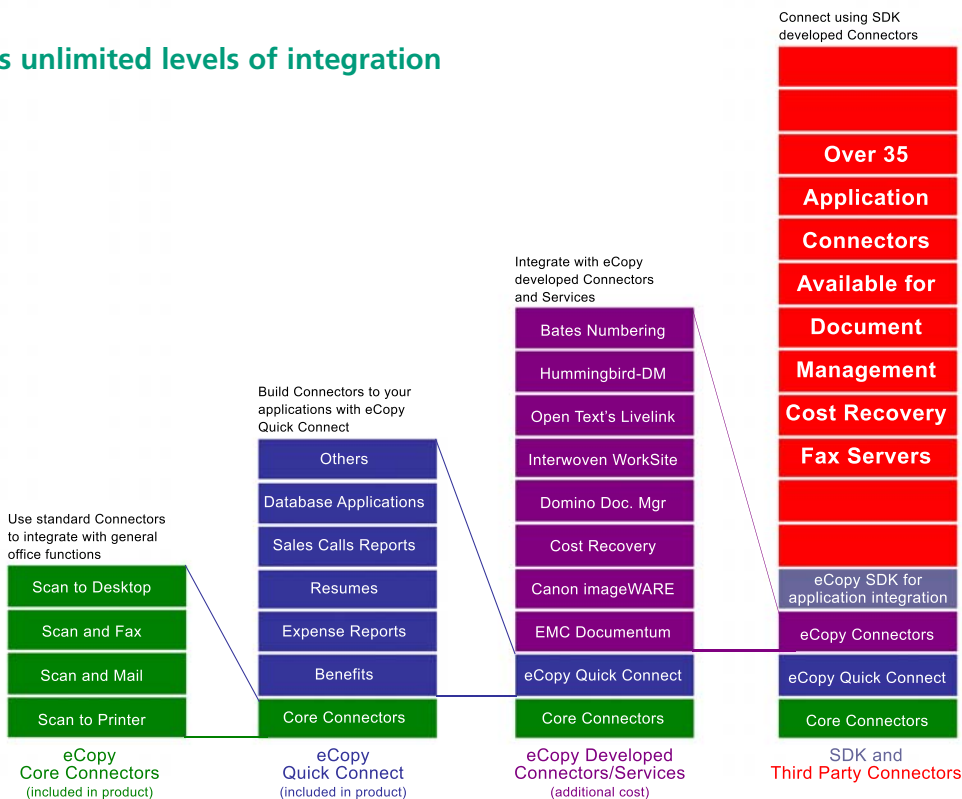 s unlimited levels of integration
Use standard Connectors
to integrate with general
office functions
Scan to Desktop
Scan and Fax
Scan and Mail
Scan to Printer
eCopy
Core Connectors
(included in product)
Build Connectors to your
applications with eCopy
Quick Connect
Others
Database Applications
Sales Calls Reports
Resumes
Expense Reports
Benefits
Core Connectors
eCopy
Quick Connect
(included in product)
Integrate with eCopy
developed Connectors
and Services
Bates Numbering
Hummingbird-DM
Open Text's Livelink
Interwoven WorkSite
Domino Doc. Mgr
Cost Recovery
Canon imageWARE
EMC Documentum
eCopy Quick Connect
Core Connectors
eCopy Developed
Connectors/Services
(additional cost)
Connect using SDK
developed Connectors
Over 35
Application
Connectors
Available for
Document
Management
Cost Recovery
Fax Servers
eCopy SDK for
application integration
eCopy Connectors
eCopy Quick Connect
Core Connectors
SDK and
Third Party Connectors